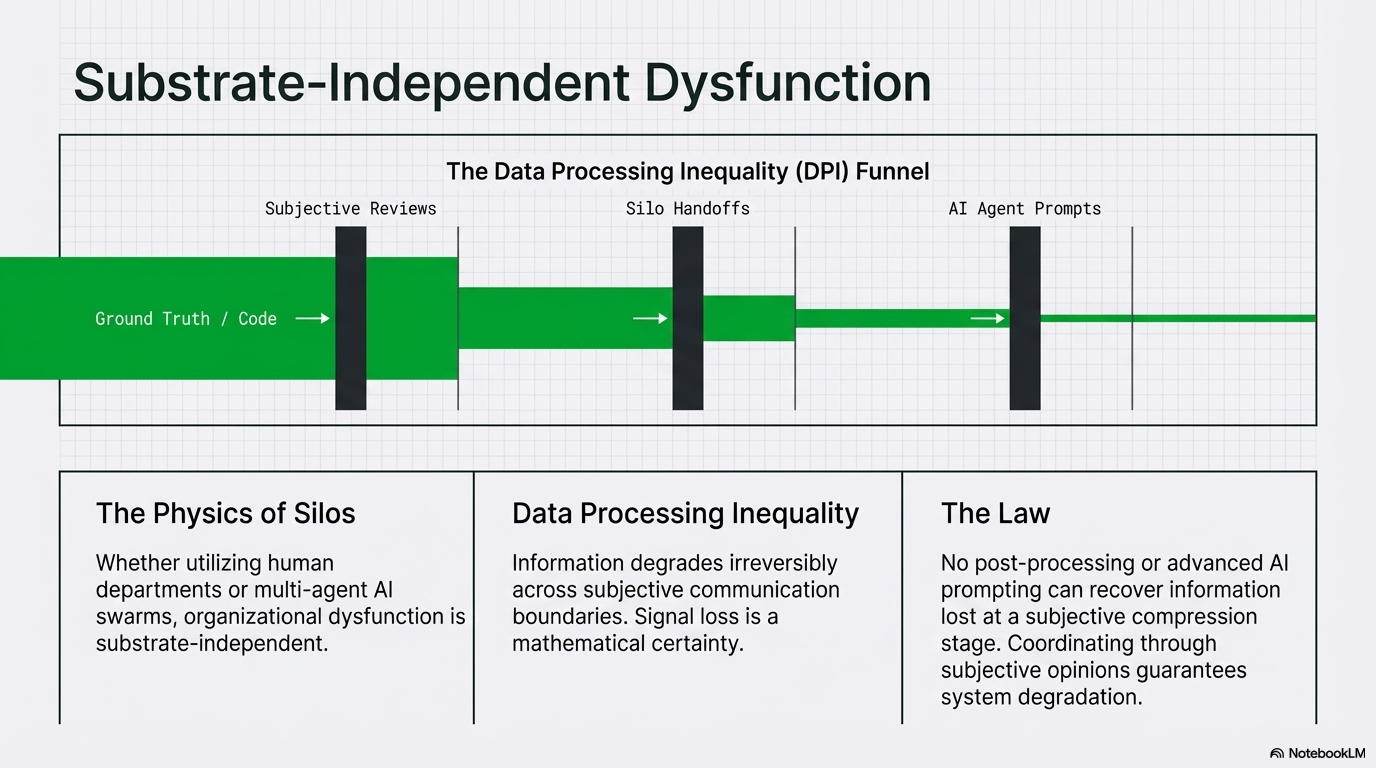 Substrate-Independent Dysfunction
The Data Processing Inequality (DPI) Funnel
Subjective Reviews
Silo Handoffs
AI Agent Prompts
Ground Truth / Code
The Physics of Silos
Whether utilizing human
departments or multi-agent AI
swarms, organizational dysfunction is
substrate-independent.
Data Processing Inequality
Information degrades irreversibly
across subjective communication
boundaries. Signal loss is a
mathematical certainty.
The Law
No post-processing or advanced AI
prompting can recover information
lost at a subjective compression
stage. Coordinating through
subjective opinions guarantees
system degradation.
NotebookLM